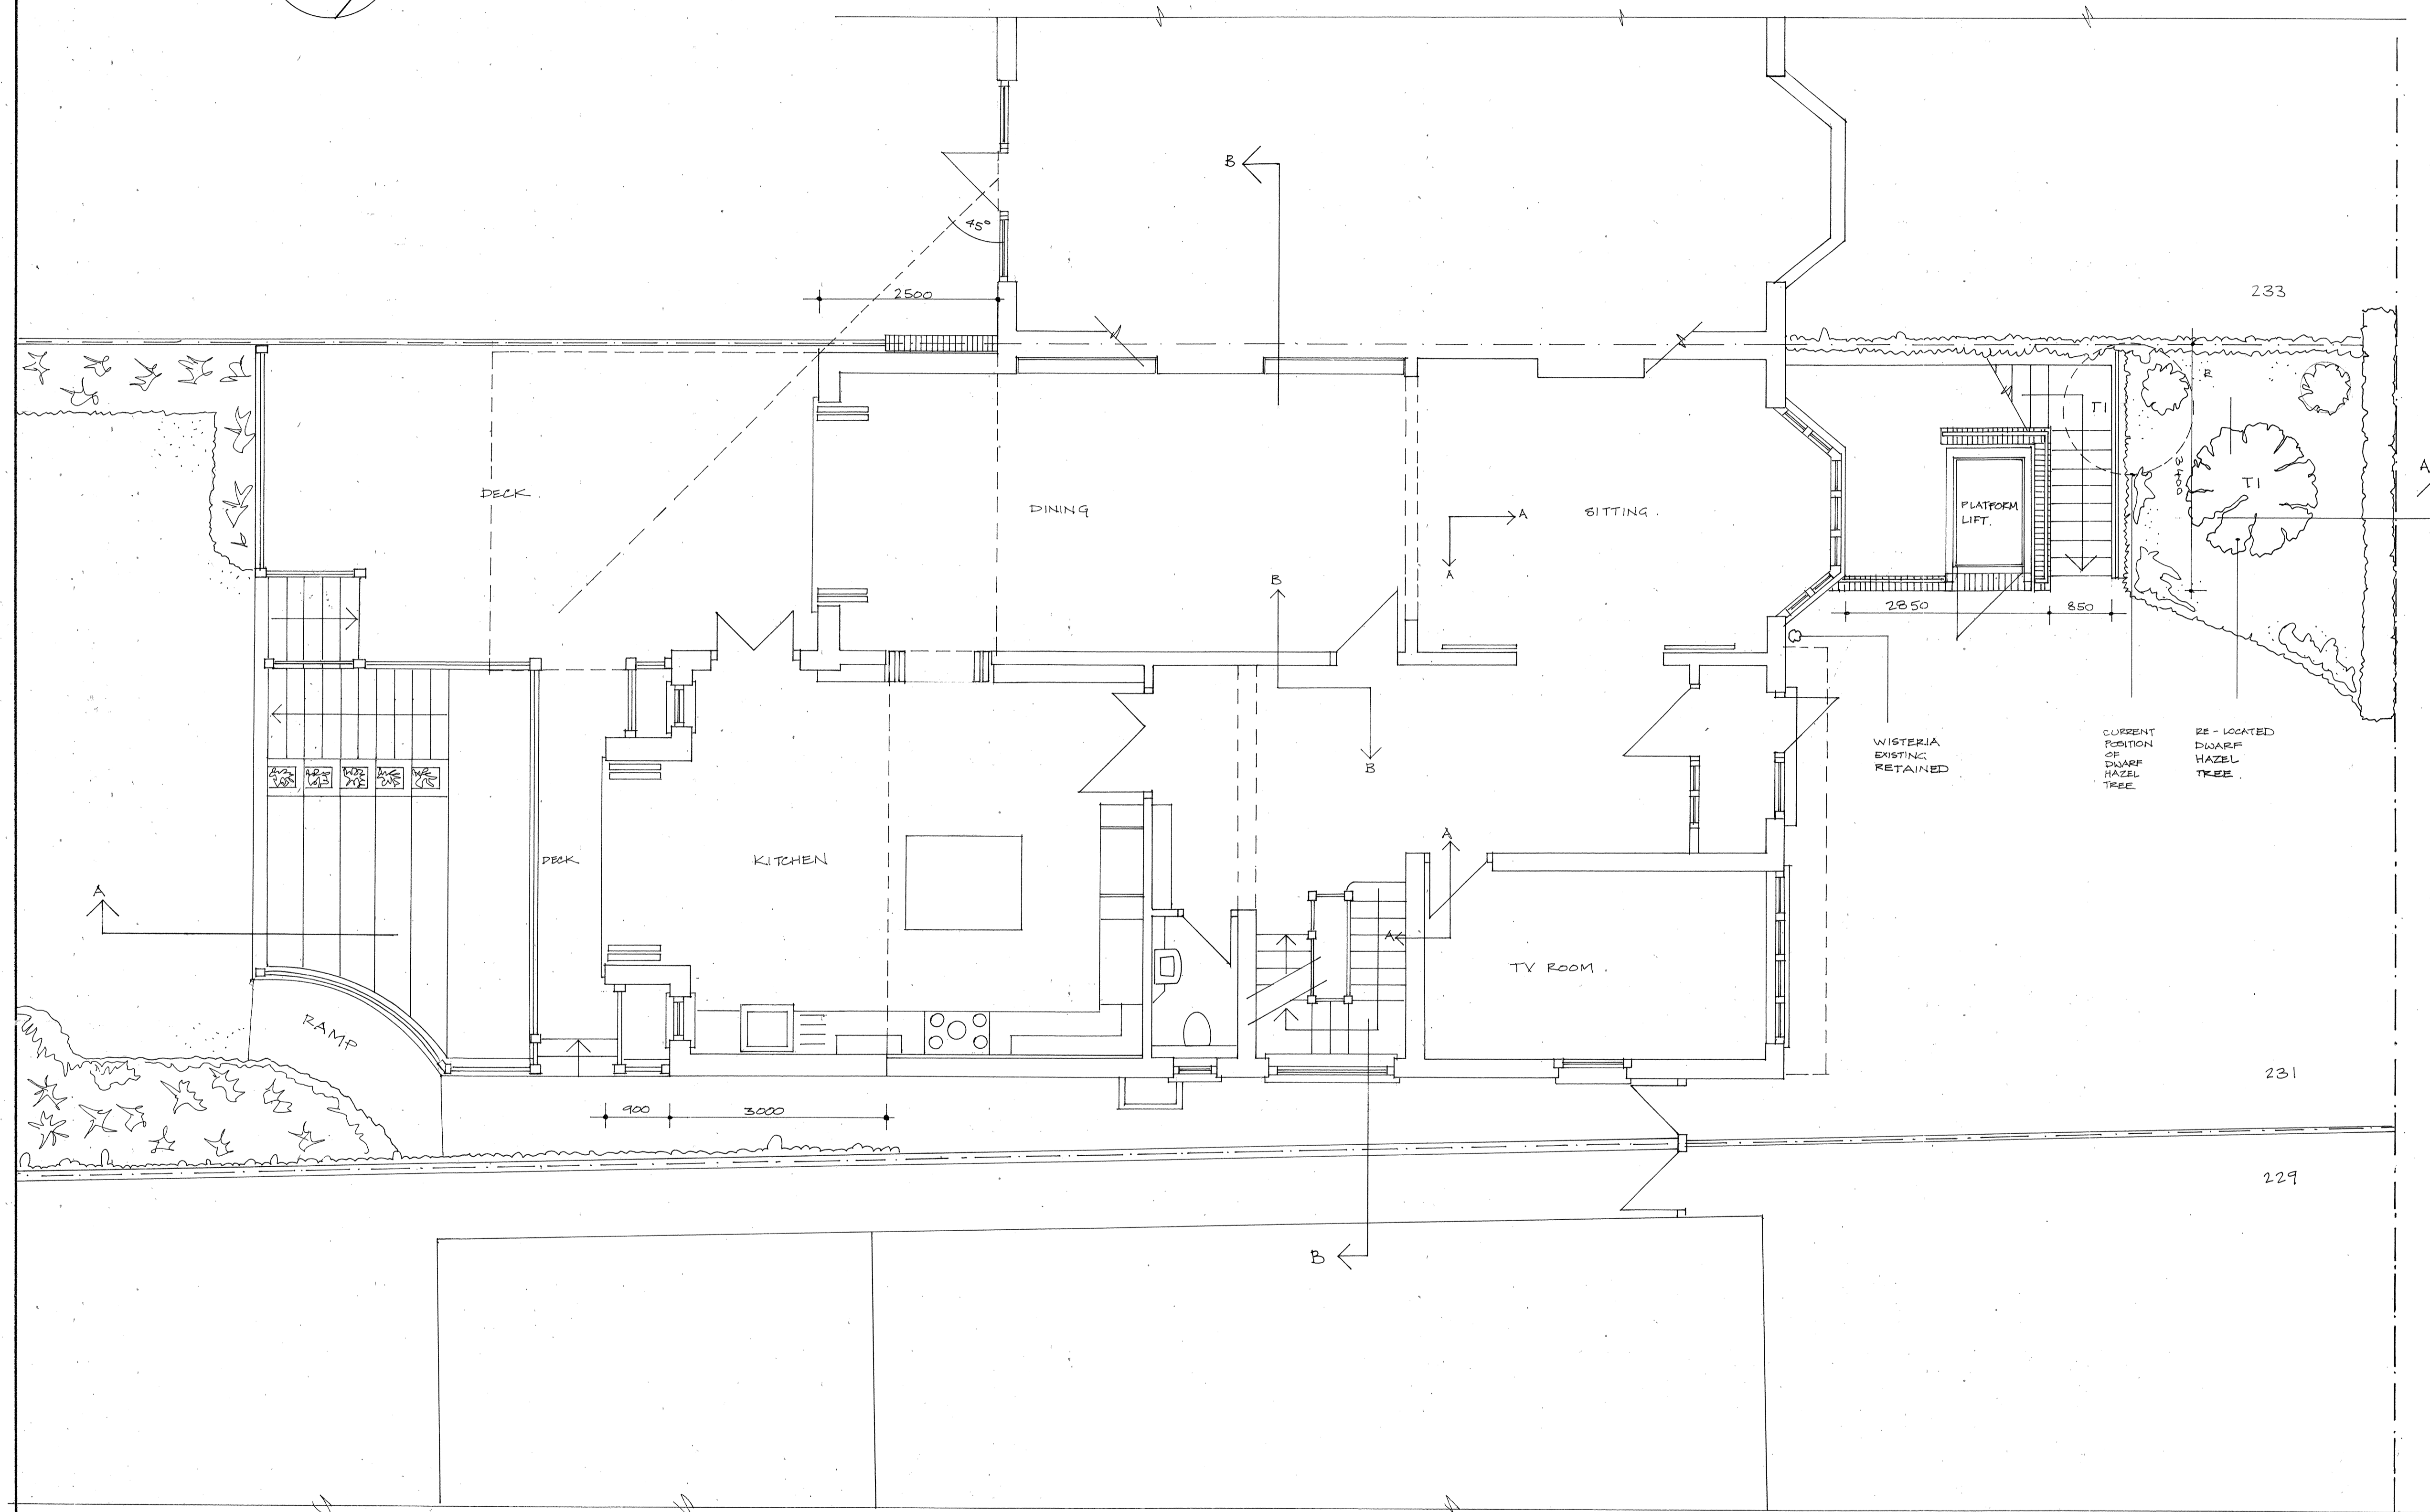 B
45°
2500
233
R
T1
3400
T1
A
DECK
DINING
A
SITTING
PLATFORM
LIFT.
A
B
2850
850
WISTERIA
EXISTING
RETAINED
CURRENT
POSITION
OF
DWARF
HAZEL
TREE
RE-LOCATED
DWARF
HAZEL
TREE.
B
A
DECK
KITCHEN
A
A
TV ROOM.
RAMP
231
900
3000
229
B